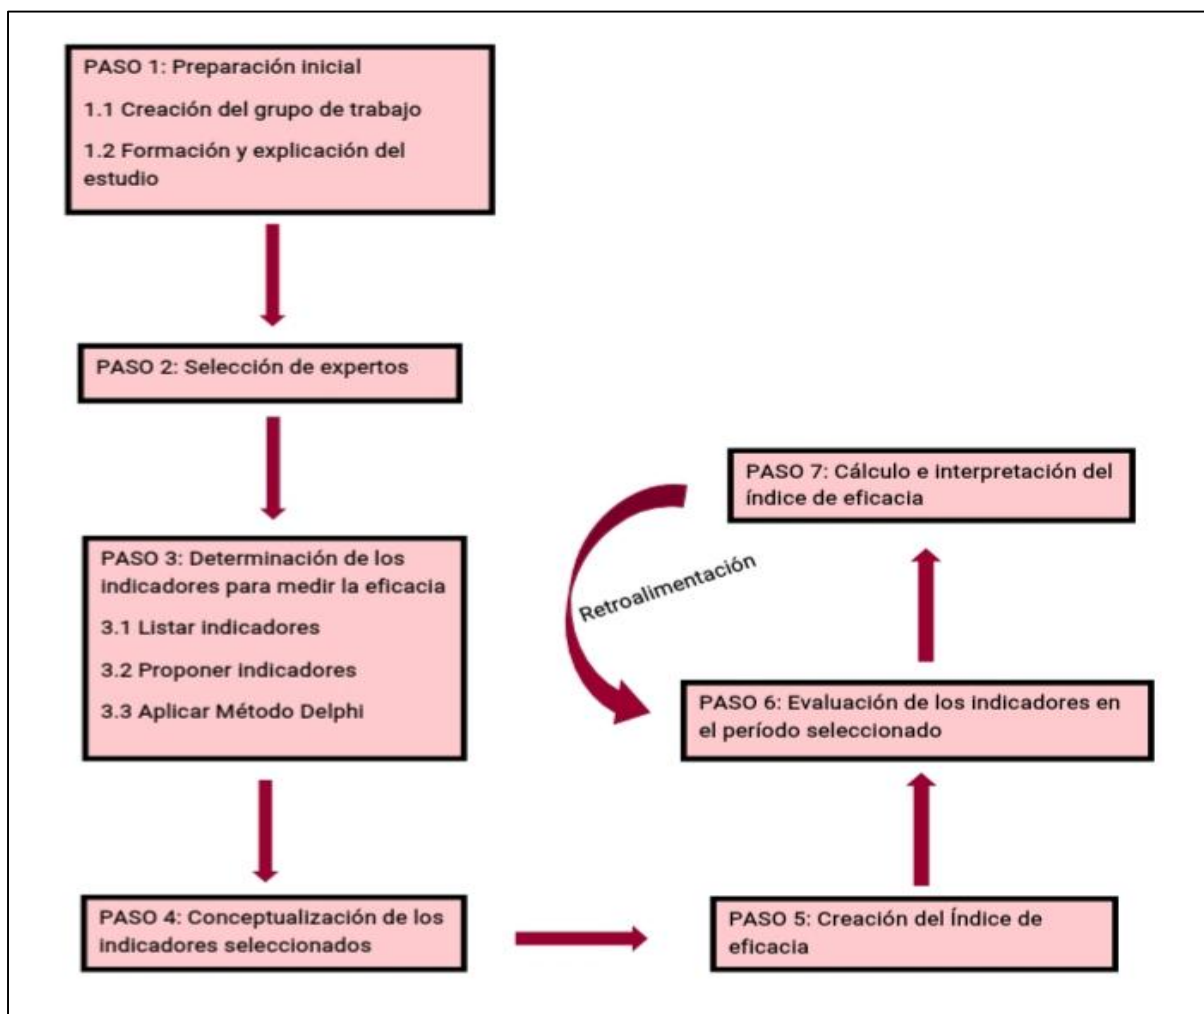 PASO 1: Preparación inicial
1.1 Creación del grupo de trabajo
1.2 Formación y explicación del
estudio
PASO 2: Selección de expertos
PASO 3: Determinación de los
indicadores para medir la eficacia
3.1 Listar indicadores
3.2 Proponer indicadores
3.3 Aplicar Método Delphi
PASO 4: Conceptualización de los
indicadores seleccionados
PASO 5: Creación del Índice de
eficacia
PASO 6: Evaluación de los indicadores en
el período seleccionado
PASO 7: Cálculo e interpretación del
índice de eficacia
Retroalimentación